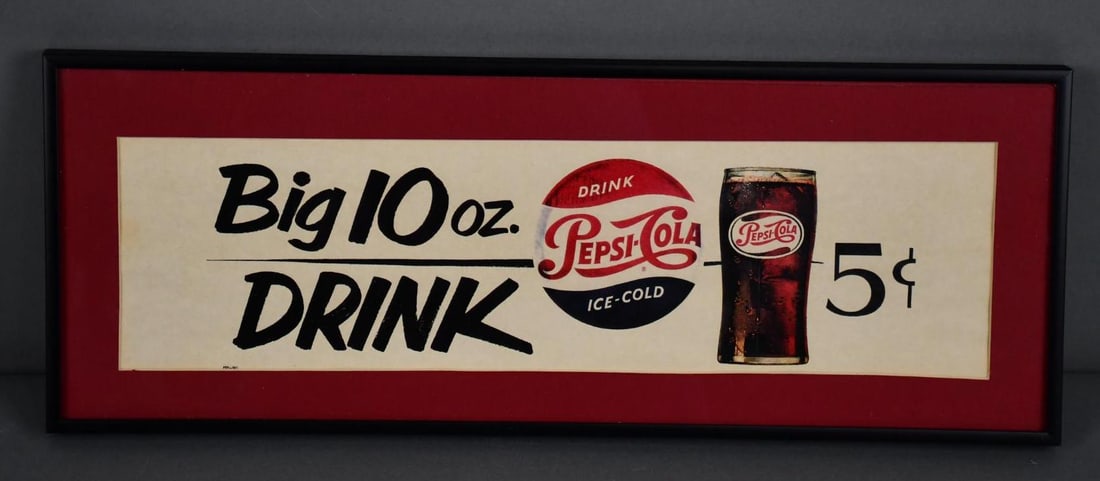 Big 10 oz.
DRINK
DRINK
PEPSI-COLA
ICE-COLD
PEPSI-COLA
5¢